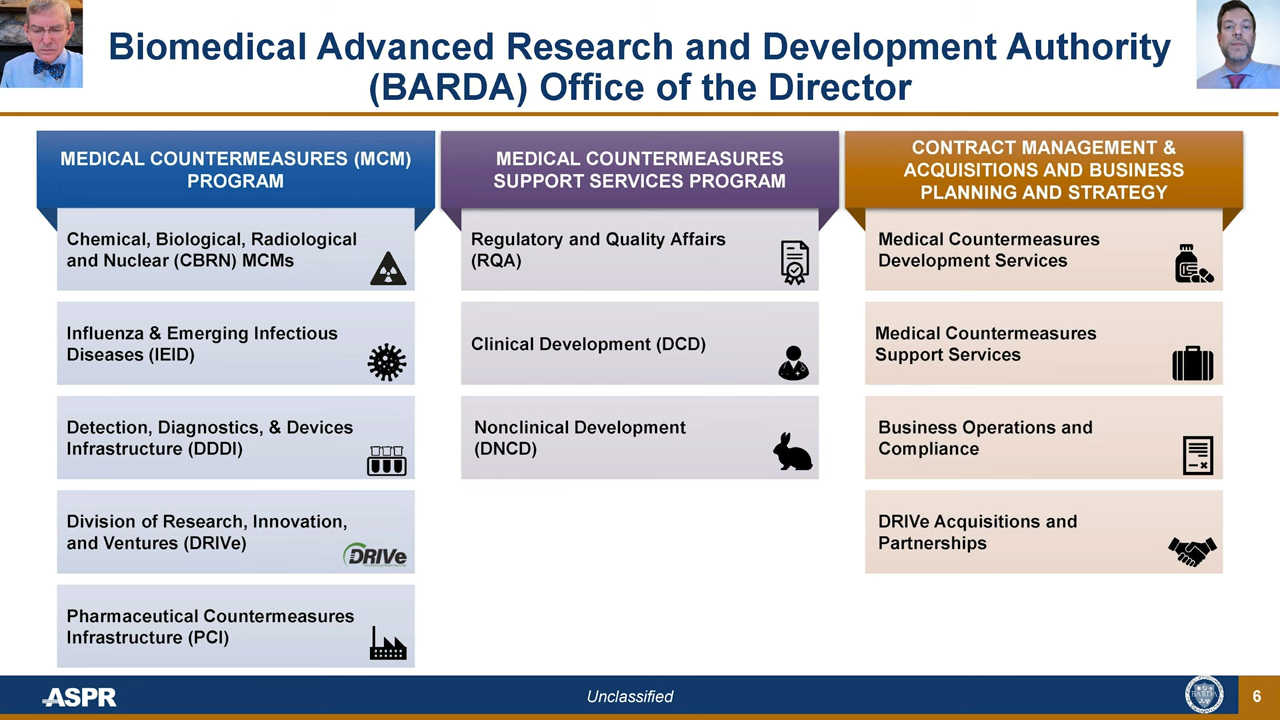 Biomedical Advanced Research and Development Authority
(BARDA) Office of the Director
MEDICAL COUNTERMEASURES (MCM)
PROGRAM
Chemical, Biological, Radiological
and Nuclear (CBRN) MCMs
Influenza & Emerging Infectious
Diseases (IEID)
Detection, Diagnostics, & Devices
Infrastructure (DDDI)
Division of Research, Innovation,
and Ventures (DRIVe)
DRIVe
Pharmaceutical Countermeasures
Infrastructure (PCI)
MEDICAL COUNTERMEASURES
SUPPORT SERVICES PROGRAM
Regulatory and Quality Affairs
(RQA)
Clinical Development (DCD)
Nonclinical Development
(DNCD)
CONTRACT MANAGEMENT &
ACQUISITIONS AND BUSINESS
PLANNING AND STRATEGY
Medical Countermeasures
Development Services
Medical Countermeasures
Support Services
Business Operations and
Compliance
DRIVe Acquisitions and
Partnerships
ASPR
Unclassified
BARDA
6